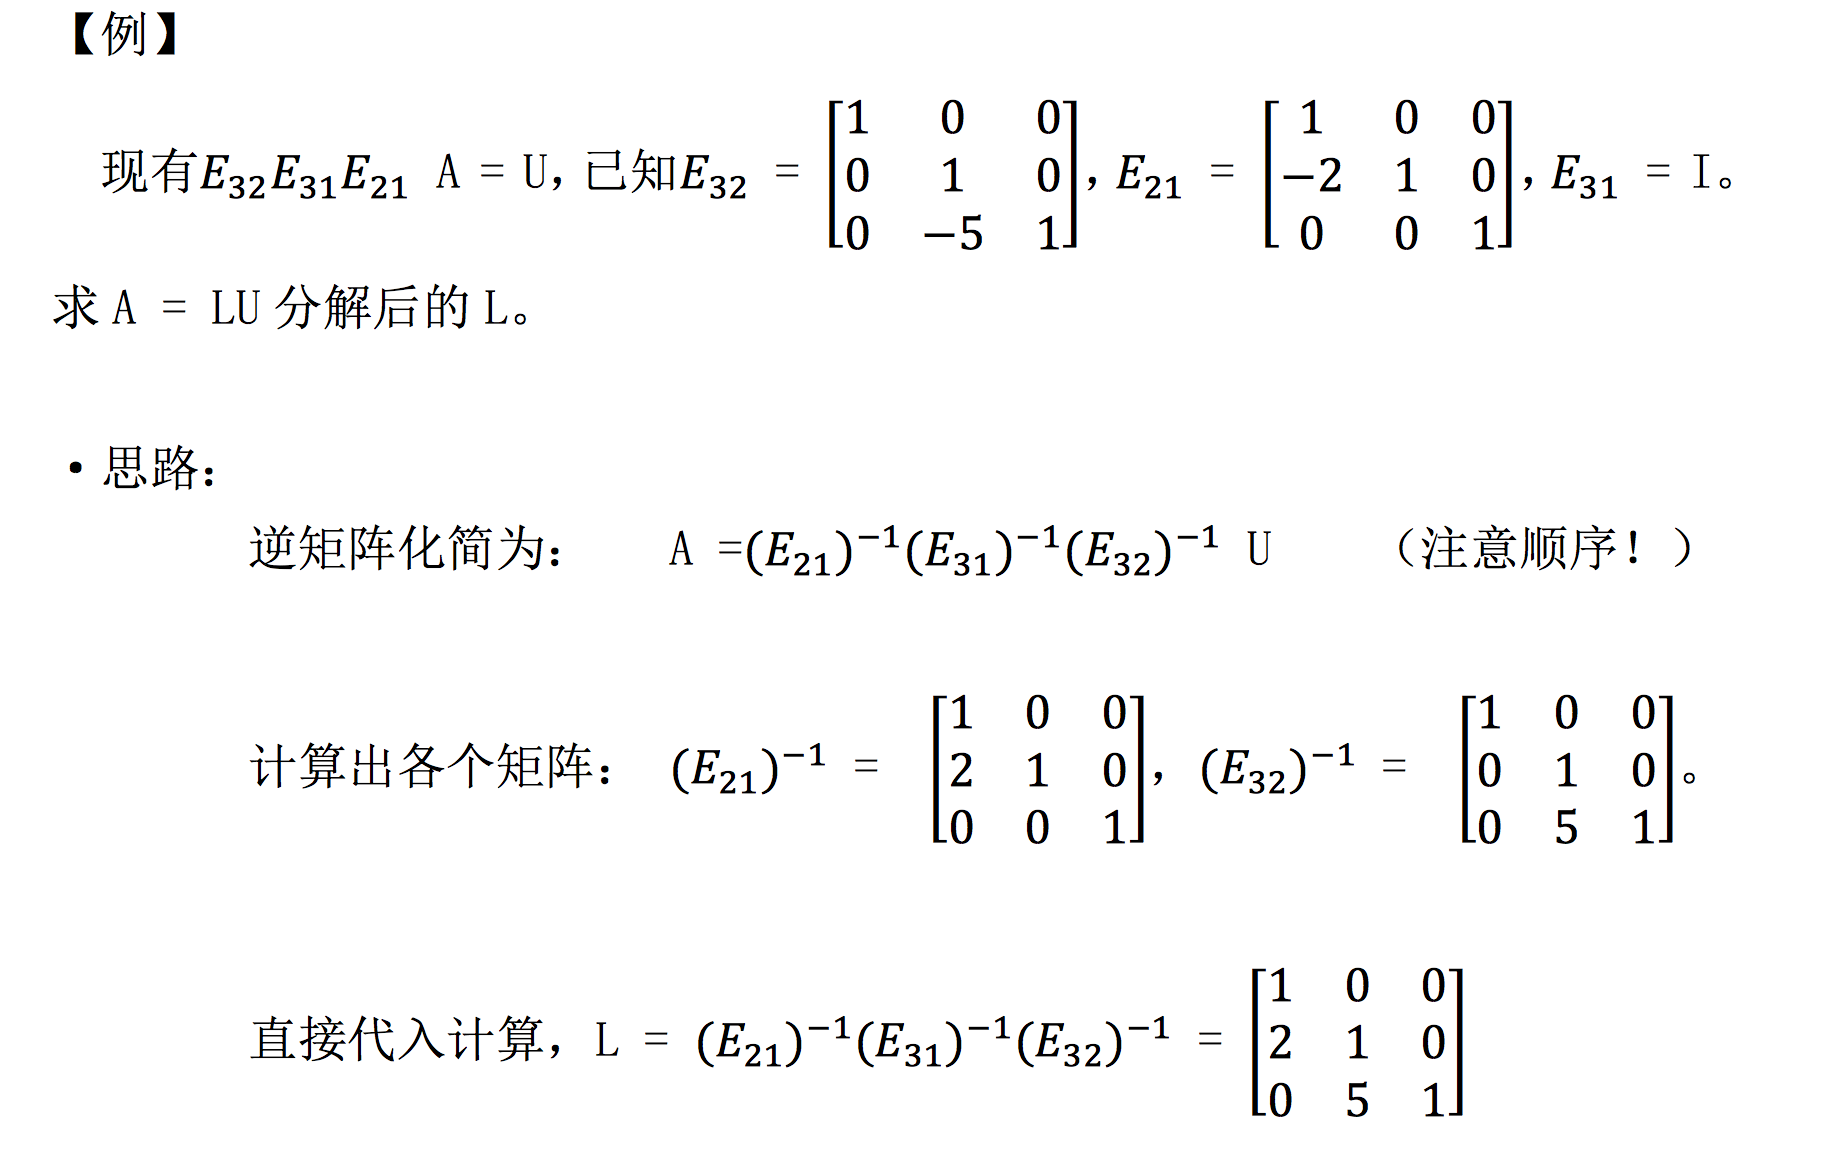 【例】
现有$E_{32}E_{31}E_{21}$ A = U，已知$E_{32}$ = $\begin{bmatrix}1&0&0\\0&1&0\\0&-5&1\end{bmatrix}$，$E_{21}$ = $\begin{bmatrix}1&0&0\\-2&1&0\\0&0&1\end{bmatrix}$，$E_{31}$ = I。
求 A = LU 分解后的 L。
·思路：
逆矩阵化简为： A =$(E_{21})^{-1}(E_{31})^{-1}(E_{32})^{-1}$ U （注意顺序！）
计算出各个矩阵： $(E_{21})^{-1}$ = $\begin{bmatrix}1&0&0\\2&1&0\\0&0&1\end{bmatrix}$，$(E_{32})^{-1}$ = $\begin{bmatrix}1&0&0\\0&1&0\\0&5&1\end{bmatrix}$。
直接代入计算，L = $(E_{21})^{-1}(E_{31})^{-1}(E_{32})^{-1}$ = $\begin{bmatrix}1&0&0\\2&1&0\\0&5&1\end{bmatrix}$